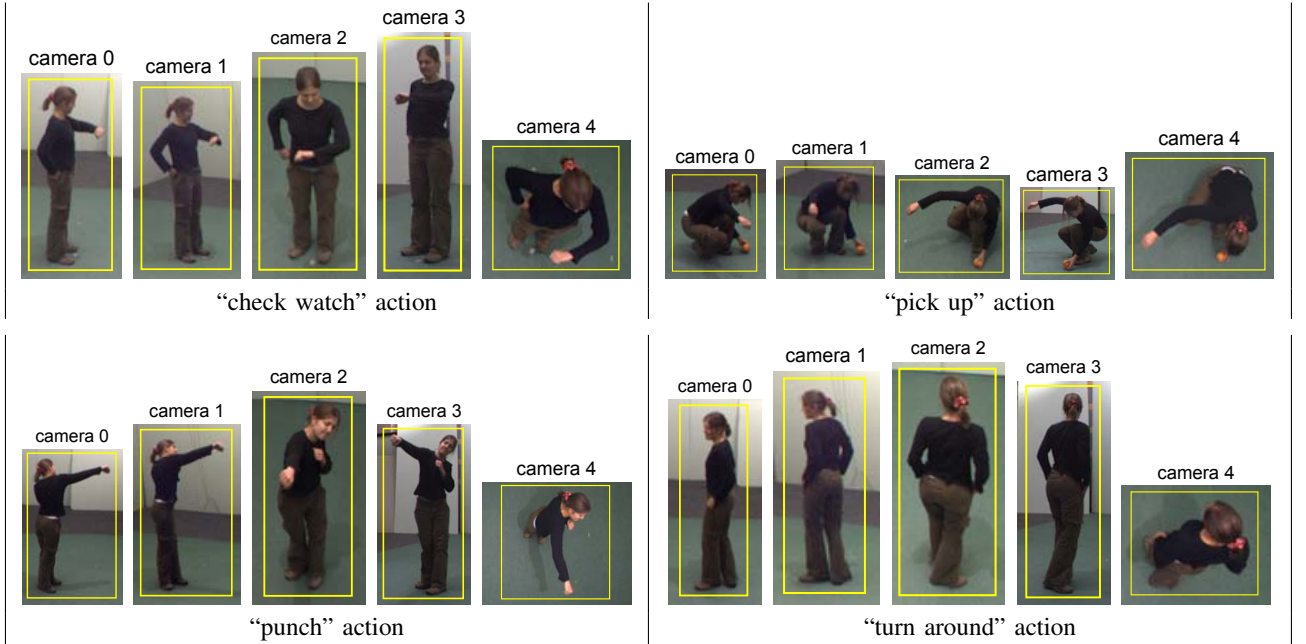 camera 0
camera 1
camera 2
camera 3
camera 4
“check watch” action
camera 0
camera 1
camera 2
camera 3
camera 4
“pick up” action
camera 0
camera 1
camera 2
camera 3
camera 4
“punch” action
camera 0
camera 1
camera 2
camera 3
camera 4
“turn around” action